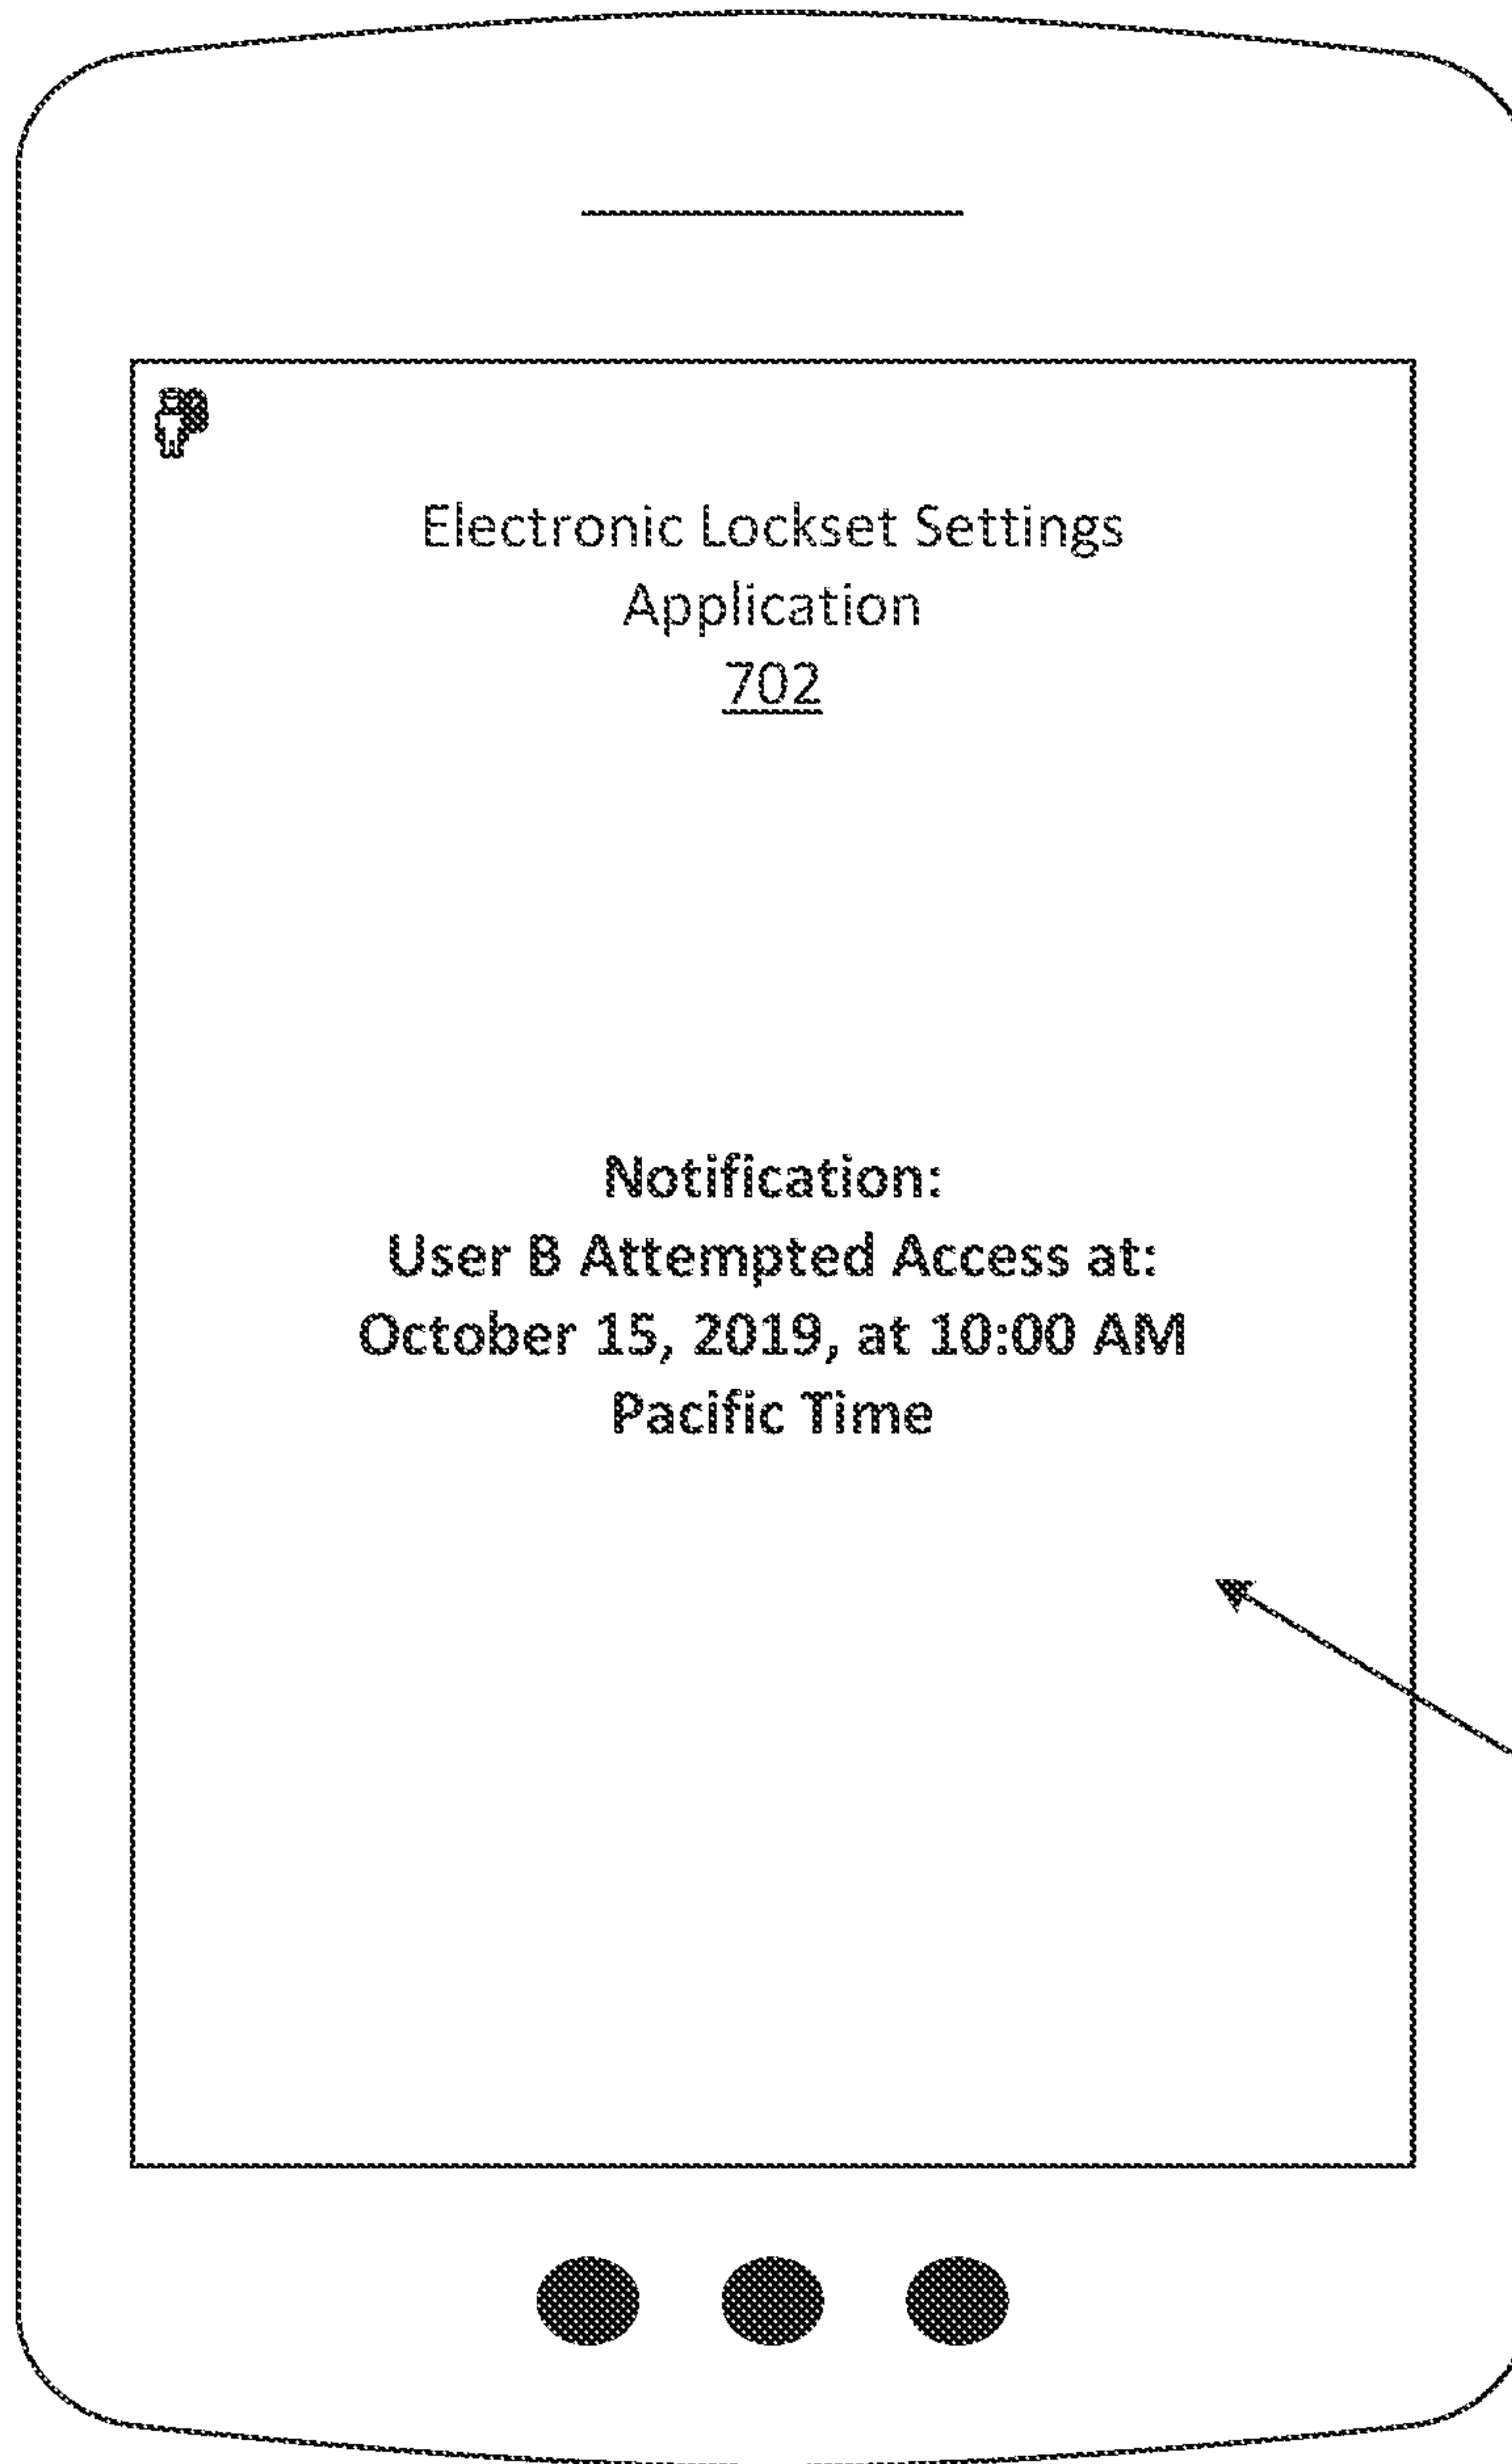 Electronic Lockset Settings
Application
702
Notification:
User B Attempted Access at:
October 15, 2019, at 10:00 AM
Pacific Time